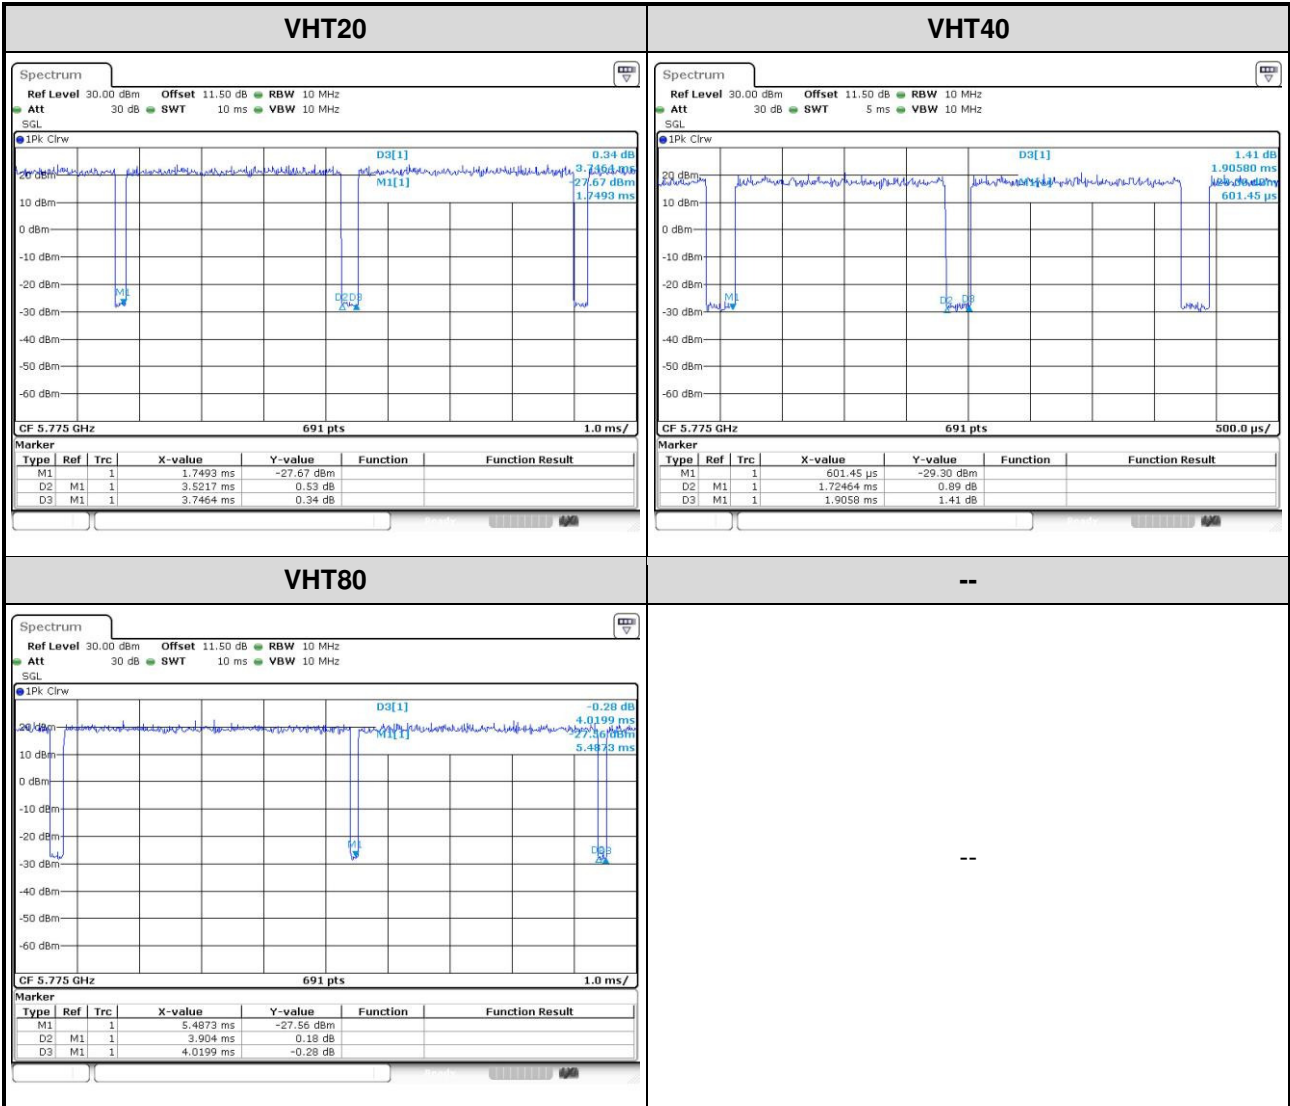 VHT20
VHT40
Spectrum
Ref Level 30.00 dBm Offset 11.50 dB RBW 10 MHz
Att 30 dB SWT 10 ms VBW 10 MHz
SGL
1Pk Clrw
D3[1] 0.34 dB
3.7464 ms
M1[1] -27.67 dBm
1.7493 ms
20 dBm
10 dBm
0 dBm
-10 dBm
-20 dBm
-30 dBm
-40 dBm
-50 dBm
-60 dBm
M1
D2 D3
CF 5.775 GHz 691 pts 1.0 ms/
Marker
Type Ref Trc X-value Y-value Function Function Result
M1 1 1.7493 ms -27.67 dBm
D2 M1 1 3.5217 ms 0.53 dB
D3 M1 1 3.7464 ms 0.34 dB
Spectrum
Ref Level 30.00 dBm Offset 11.50 dB RBW 10 MHz
Att 30 dB SWT 5 ms VBW 10 MHz
SGL
1Pk Clrw
D3[1] 1.41 dB
1.90580 ms
601.45 µs
20 dBm
10 dBm
0 dBm
-10 dBm
-20 dBm
-30 dBm
-40 dBm
-50 dBm
-60 dBm
M1
D2 D3
CF 5.775 GHz 691 pts 500.0 µs/
Marker
Type Ref Trc X-value Y-value Function Function Result
M1 1 601.45 µs -29.30 dBm
D2 M1 1 1.72464 ms 0.89 dB
D3 M1 1 1.9058 ms 1.41 dB
VHT80
--
Spectrum
Ref Level 30.00 dBm Offset 11.50 dB RBW 10 MHz
Att 30 dB SWT 10 ms VBW 10 MHz
SGL
1Pk Clrw
D3[1] -0.28 dB
4.0199 ms
M1[1] -27.56 dBm
5.4873 ms
20 dBm
10 dBm
0 dBm
-10 dBm
-20 dBm
-30 dBm
-40 dBm
-50 dBm
-60 dBm
M1
D3
CF 5.775 GHz 691 pts 1.0 ms/
Marker
Type Ref Trc X-value Y-value Function Function Result
M1 1 5.4873 ms -27.56 dBm
D2 M1 1 3.904 ms 0.18 dB
D3 M1 1 4.0199 ms -0.28 dB
--